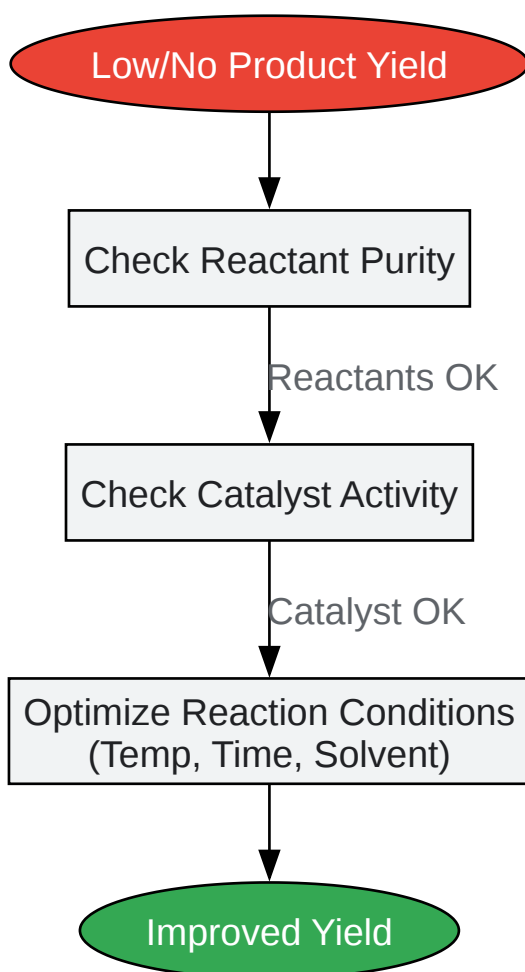 Low/No Product Yield
Check Reactant Purity
Reactants OK
Check Catalyst Activity
Catalyst OK
Optimize Reaction Conditions
(Temp, Time, Solvent)
Improved Yield